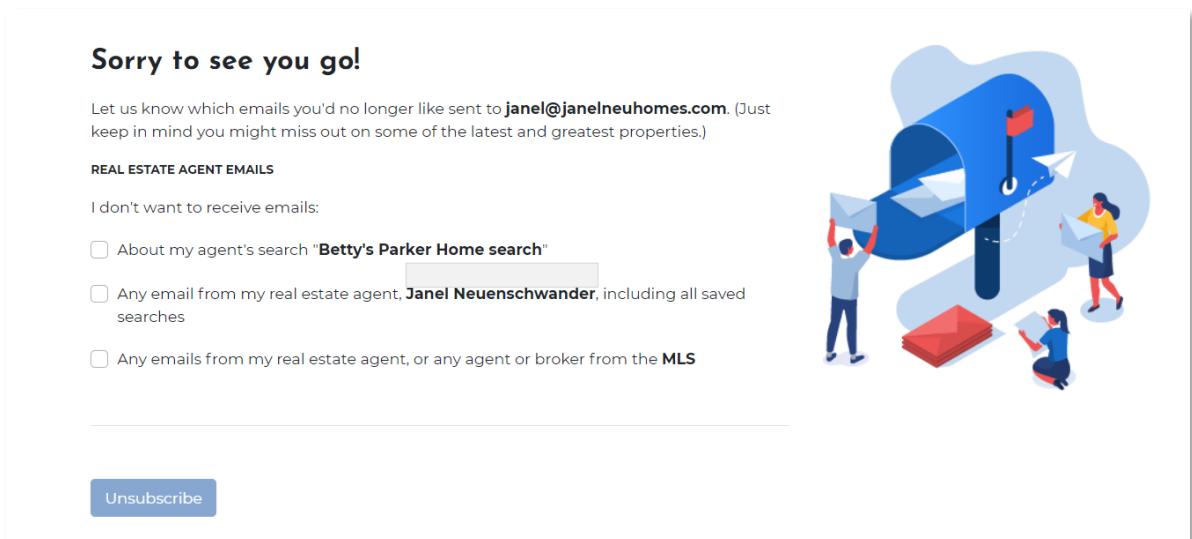 Sorry to see you go!
Let us know which emails you'd no longer like sent to janel@janelneuhomes.com. (Just
keep in mind you might miss out on some of the latest and greatest properties.)
REAL ESTATE AGENT EMAILS
I don't want to receive emails:
About my agent's search "Betty's Parker Home search"
Any email from my real estate agent, Janel Neuenschwander, including all saved
searches
Any emails from my real estate agent, or any agent or broker from the MLS
Unsubscribe